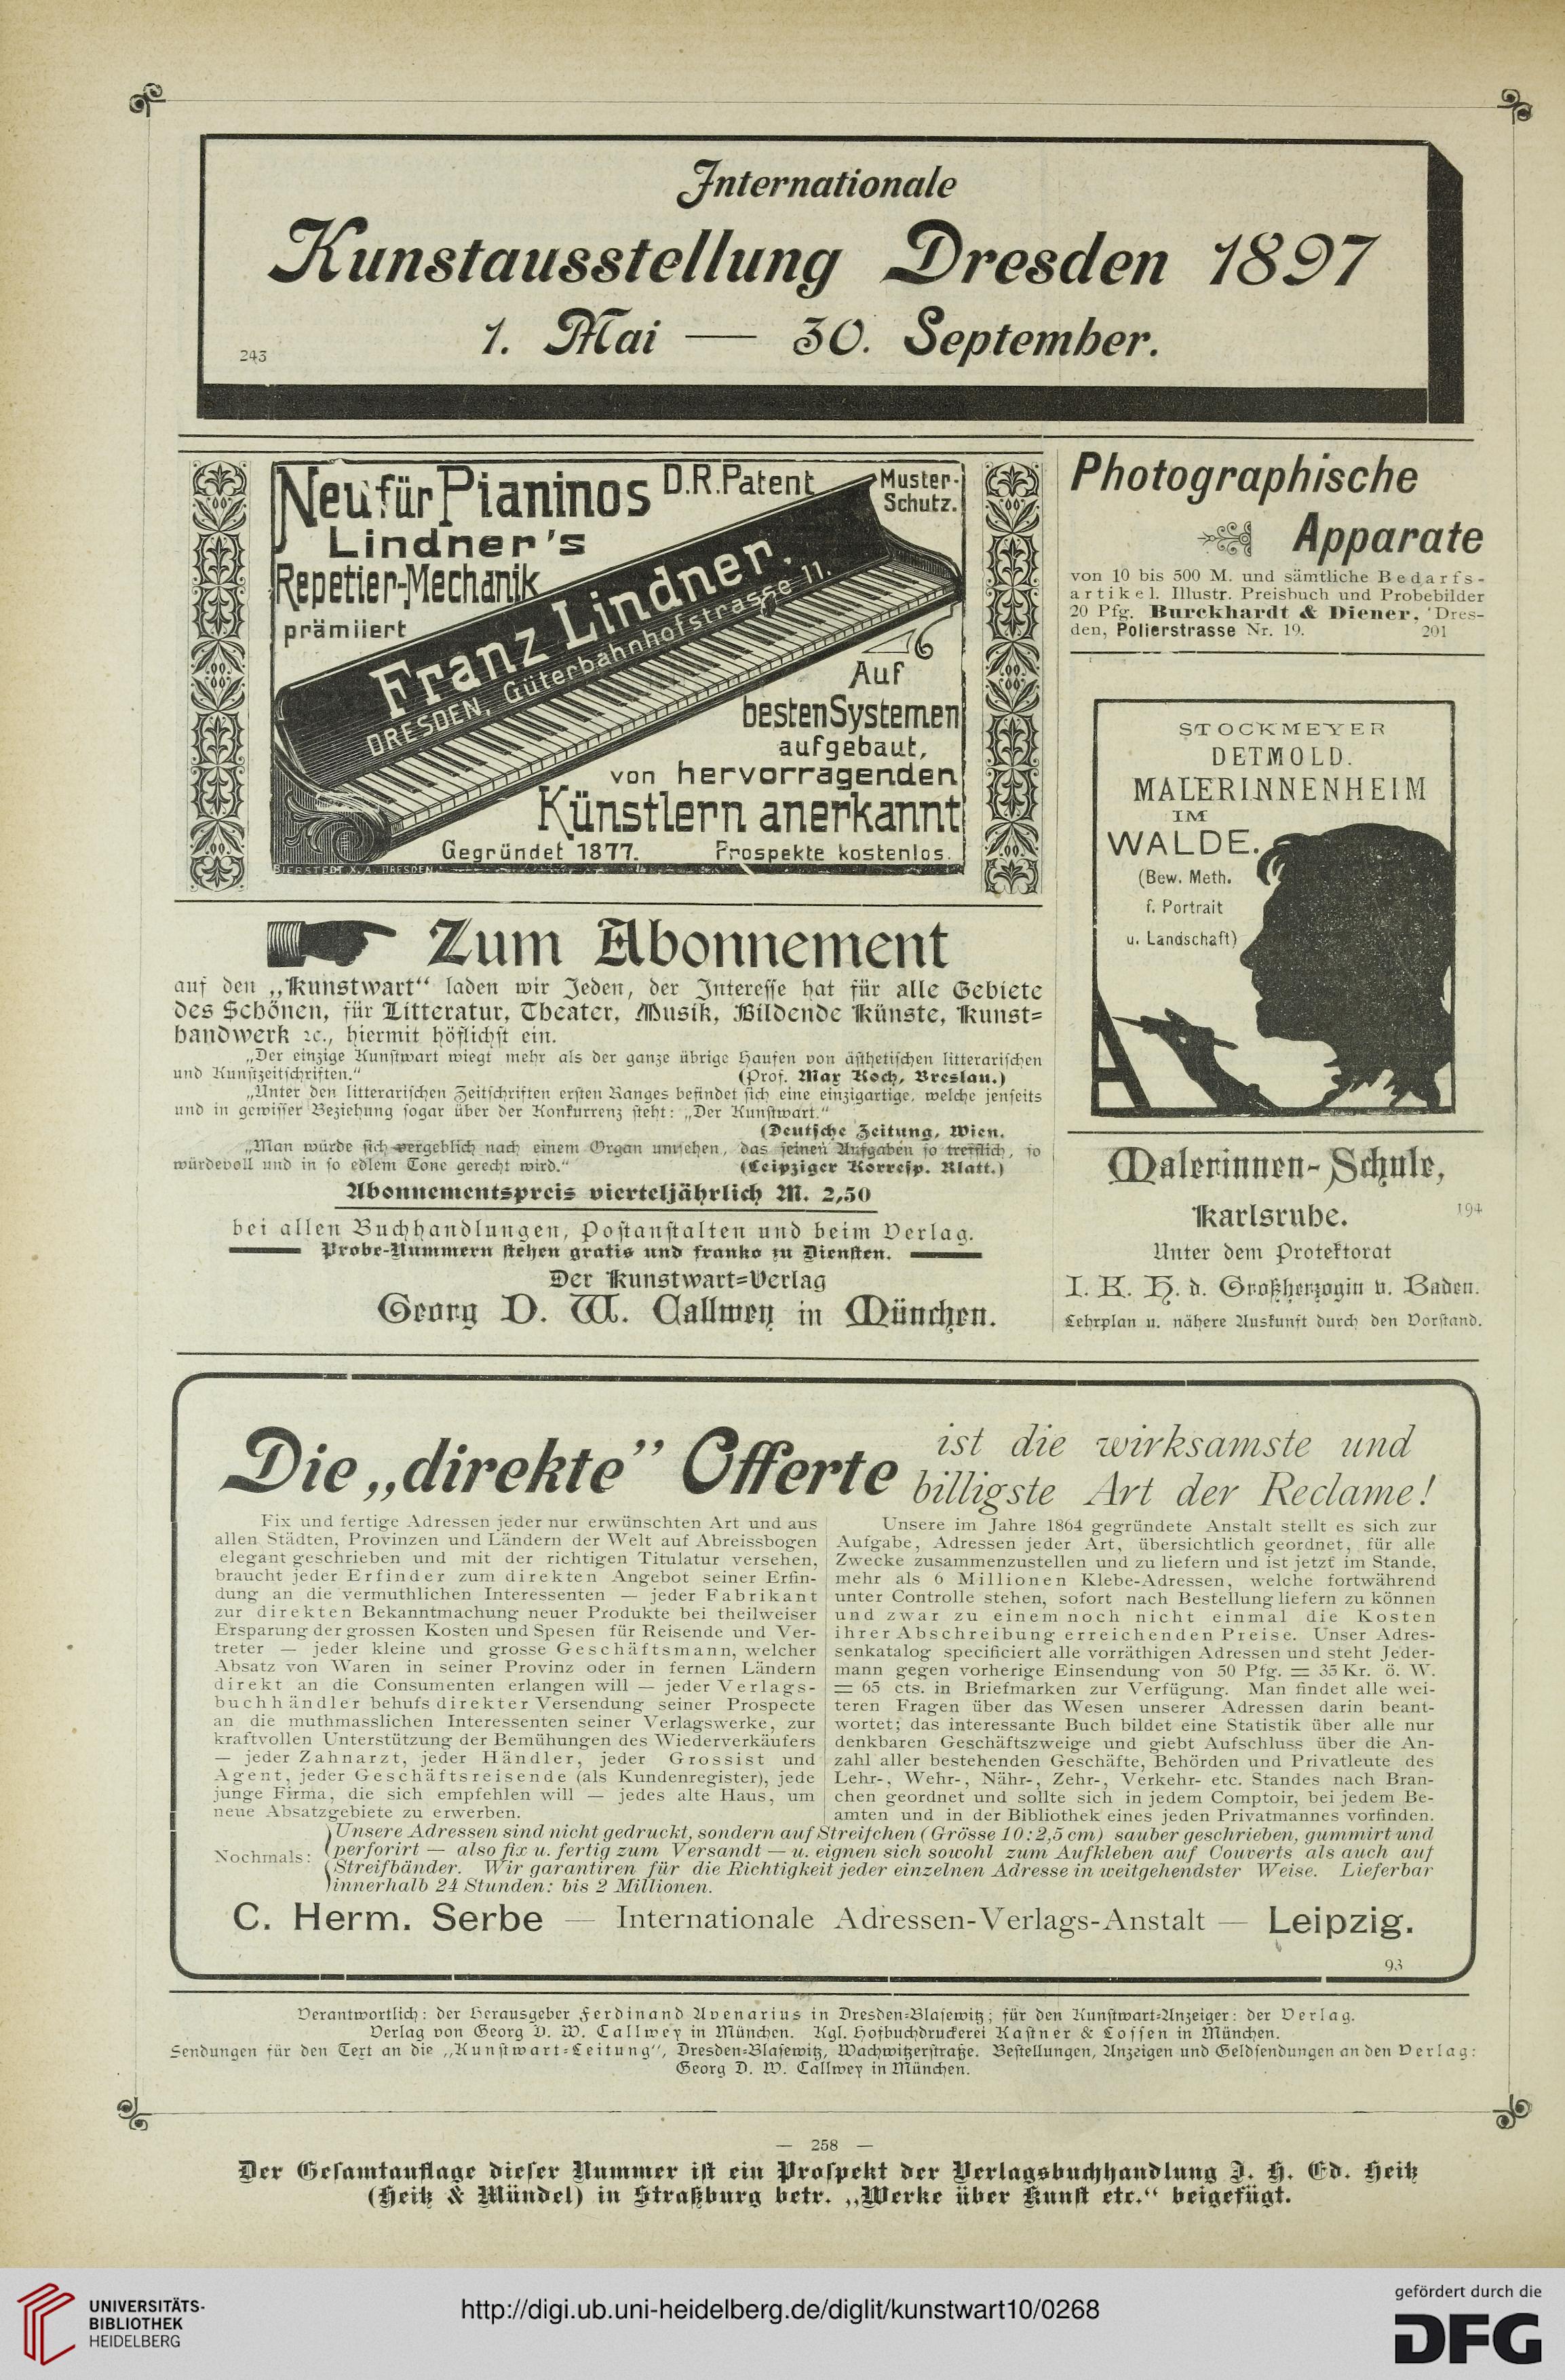 Internationale
Kunstausstellung Dresden 1897
1. Mai — 30. September.
243
Neu für Pianinos D.R.Patent
Muster-
Schutz.
Lindner's
Repetier-Mechanik
prämiiert
Franz Lindner.
DRESDEN, Güterbahnhofstrasse 11.
Auf
besten Systemen
aufgebaut,
von hervorragenden
Künstlern anerkannt
Gegründet 1877. Prospekte kostenlos.
BIERSTEDT X. A. DRESDEN.
Photographische
Apparate
von 10 bis 500 M. und sämtliche Bedarfs-
artikel. Illustr. Preisbuch und Probebilder
20 Pfg. Burckhardt & Diener, Dres-
den, Polierstrasse Nr. 19. 201
STOCKMEYER
DETMOLD.
MALERINNENHEIM
IM
WALDE.
(Bew. Meth.
f. Portrait
u. Landschaft)
Zum Abonnement
auf den „Kunstwart“ laden wir Jeden, der Interesse hat für alle Gebiete
des Schönen, für Litteratur, Theater, Musik, Bildende Künste, Kunst-
handwerk ꝛc., hiermit höflichst ein.
„Der einzige Kunstwart wiegt mehr als der ganze übrige Haufen von ästhetischen litterarischen
und Kunstzeitschriften.“ (Prof. Max Koch, Breslau.)
„Unter den litterarischen Zeitschriften ersten Ranges befindet sich eine einzigartige, welche jenseits
und in gewisser Beziehung sogar über der Konkurrenz steht: „Der Kunstwart.“
(Deutsche Zeitung, Wien.
„Man würde sich vergeblich nach einem Organ umsehen, das seinen Aufgaben so trefflich, so
würdevoll und in so edlem Tone gerecht wird.“ (Leipziger Korresp. Blatt.)
Abonnementspreis vierteljährlich M. 2,50
bei allen Buchhandlungen, Postanstalten und beim Verlag.
Probe-Nummern stehen gratis und franko zu Diensten.
Der Kunstwart-Verlag
Georg D. W. Callwey in München.
Malerinnen-Schule,
Karlsruhe. 194
Unter dem Protektorat
I. K. H. d. Großherzogin v. Baden.
Lehrplan u. nähere Auskunft durch den Vorstand.
Die „direkte” Offerte ist die wirksamste und
billigste Art der Reclame!
Fix und fertige Adressen jeder nur erwünschten Art und aus
allen Städten, Provinzen und Ländern der Welt auf Abreissbogen
elegant geschrieben und mit der richtigen Titulatur versehen,
braucht jeder Erfinder zum direkten Angebot seiner Erfin-
dung an die vermuthlichen Interessenten — jeder Fabrikant
zur direkten Bekanntmachung neuer Produkte bei theilweiser
Ersparung der grossen Kosten und Spesen für Reisende und Ver-
treter — jeder kleine und grosse Geschäftsmann, welcher
Absatz von Waren in seiner Provinz oder in fernen Ländern
direkt an die Consumenten erlangen will — jeder Verlags-
buchhändler behufs direkter Versendung seiner Prospecte
an die muthmasslichen Interessenten seiner Verlagswerke, zur
kraftvollen Unterstützung der Bemühungen des Wiederverkäufers
— jeder Zahnarzt, jeder Händler, jeder Grossist und
Agent, jeder Geschäftsreisende (als Kundenregister), jede
junge Firma, die sich empfehlen will — jedes alte Haus, um
neue Absatzgebiete zu erwerben.
Unsere im Jahre 1864 gegründete Anstalt stellt es sich zur
Aufgabe, Adressen jeder Art, übersichtlich geordnet, für alle
Zwecke zusammenzustellen und zu liefern und ist jetzt im Stande,
mehr als 6 Millionen Klebe-Adressen, welche fortwährend
unter Controlle stehen, sofort nach Bestellung liefern zu können
und zwar zu einem noch nicht einmal die Kosten
ihrer Abschreibung erreichenden Preise. Unser Adres-
senkatalog specificiert alle vorräthigen Adressen und steht Jeder-
mann gegen vorherige Einsendung von 50 Pfg. = 35 Kr. ö. W.
= 65 cts. in Briefmarken zur Verfügung. Man findet alle wei-
teren Fragen über das Wesen unserer Adressen darin beant-
wortet; das interessante Buch bildet eine Statistik über alle nur
denkbaren Geschäftszweige und giebt Aufschluss über die An-
zahl aller bestehenden Geschäfte, Behörden und Privatleute des
Lehr-, Wehr-, Nähr-, Zehr-, Verkehr- etc. Standes nach Bran-
chen geordnet und sollte sich in jedem Comptoir, bei jedem Be-
amten und in der Bibliothek eines jeden Privatmannes vorfinden.
Nochmals:
Unsere Adressen sind nicht gedruckt, sondern auf Streifchen (Grösse 10:2,5 cm) sauber geschrieben, gummirt und
perforirt — also fix u. fertig zum Versandt — u. eignen sich sowohl zum Aufkleben auf Couverts als auch auf
Streifbänder. Wir garantiren für die Richtigkeit jeder einzelnen Adresse in weitgehendster Weise. Lieferbar
innerhalb 24 Stunden: bis 2 Millionen.
C. Herm. Serbe — Internationale Adressen-Verlags-Anstalt — Leipzig.
93
Verantwortlich: der Herausgeber Ferdinand Avenarius in Dresden-Blasewitz; für den Kunstwart-Anzeiger: der Verlag.
Verlag von Georg D. W. Callwey in München. Kgl. Hofbuchdruckerei Kastner & Lossen in München.
Sendungen für den Text an die „Kunstwart-Leitung“, Dresden-Blasewitz, Wachwitzerstraße. Bestellungen, Anzeigen und Geldsendungen an den Verlag:
Georg D. W. Callwey in München.
— 258 —
Der Gesamtauflage dieser Nummer ist ein Prospekt der Verlagsbuchhandlung J. H. Ed. Heitz
(Heitz & Mündel) in Straßburg betr. „Werke über Kunst etc.“ beigefügt.
UNIVERSITÄTS-
BIBLIOTHEK
HEIDELBERG
http://digi.ub.uni-heidelberg.de/diglit/kunstwart10/0268
gefördert durch die
DFG